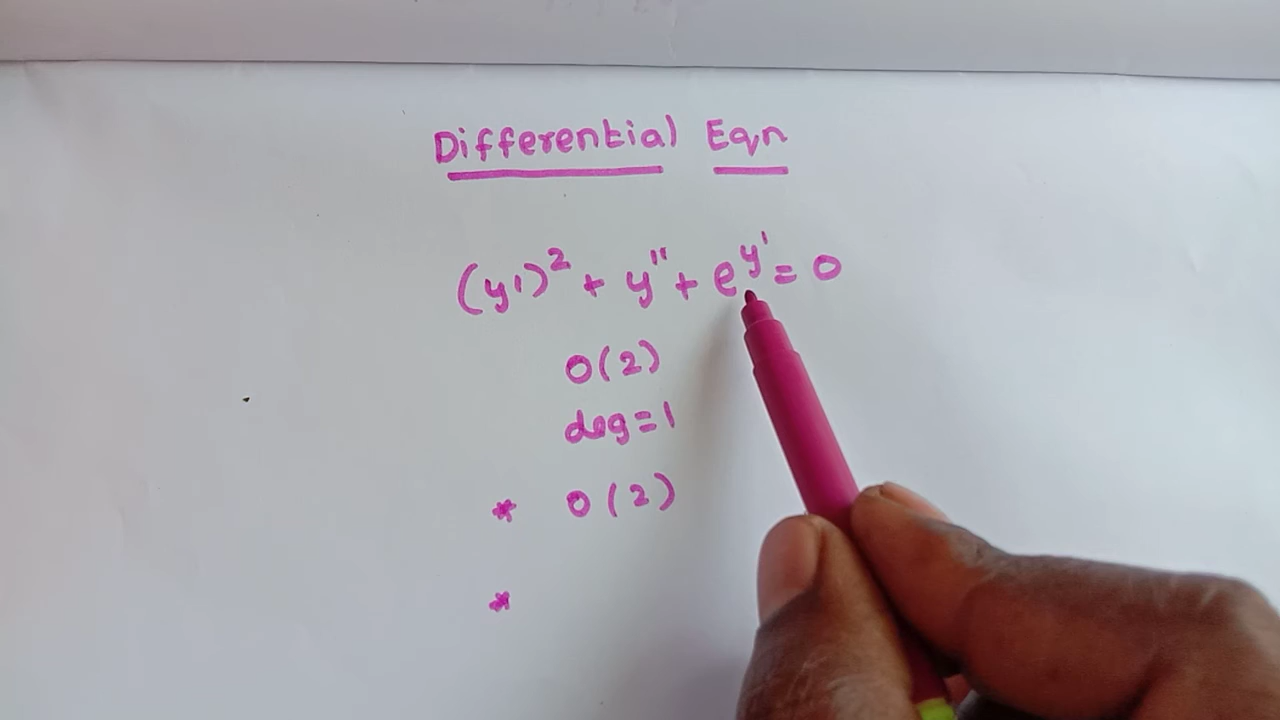 Differential Eqn
(y')² + y'' + e^y' = 0
O(2)
deg=1
* O(2)
*